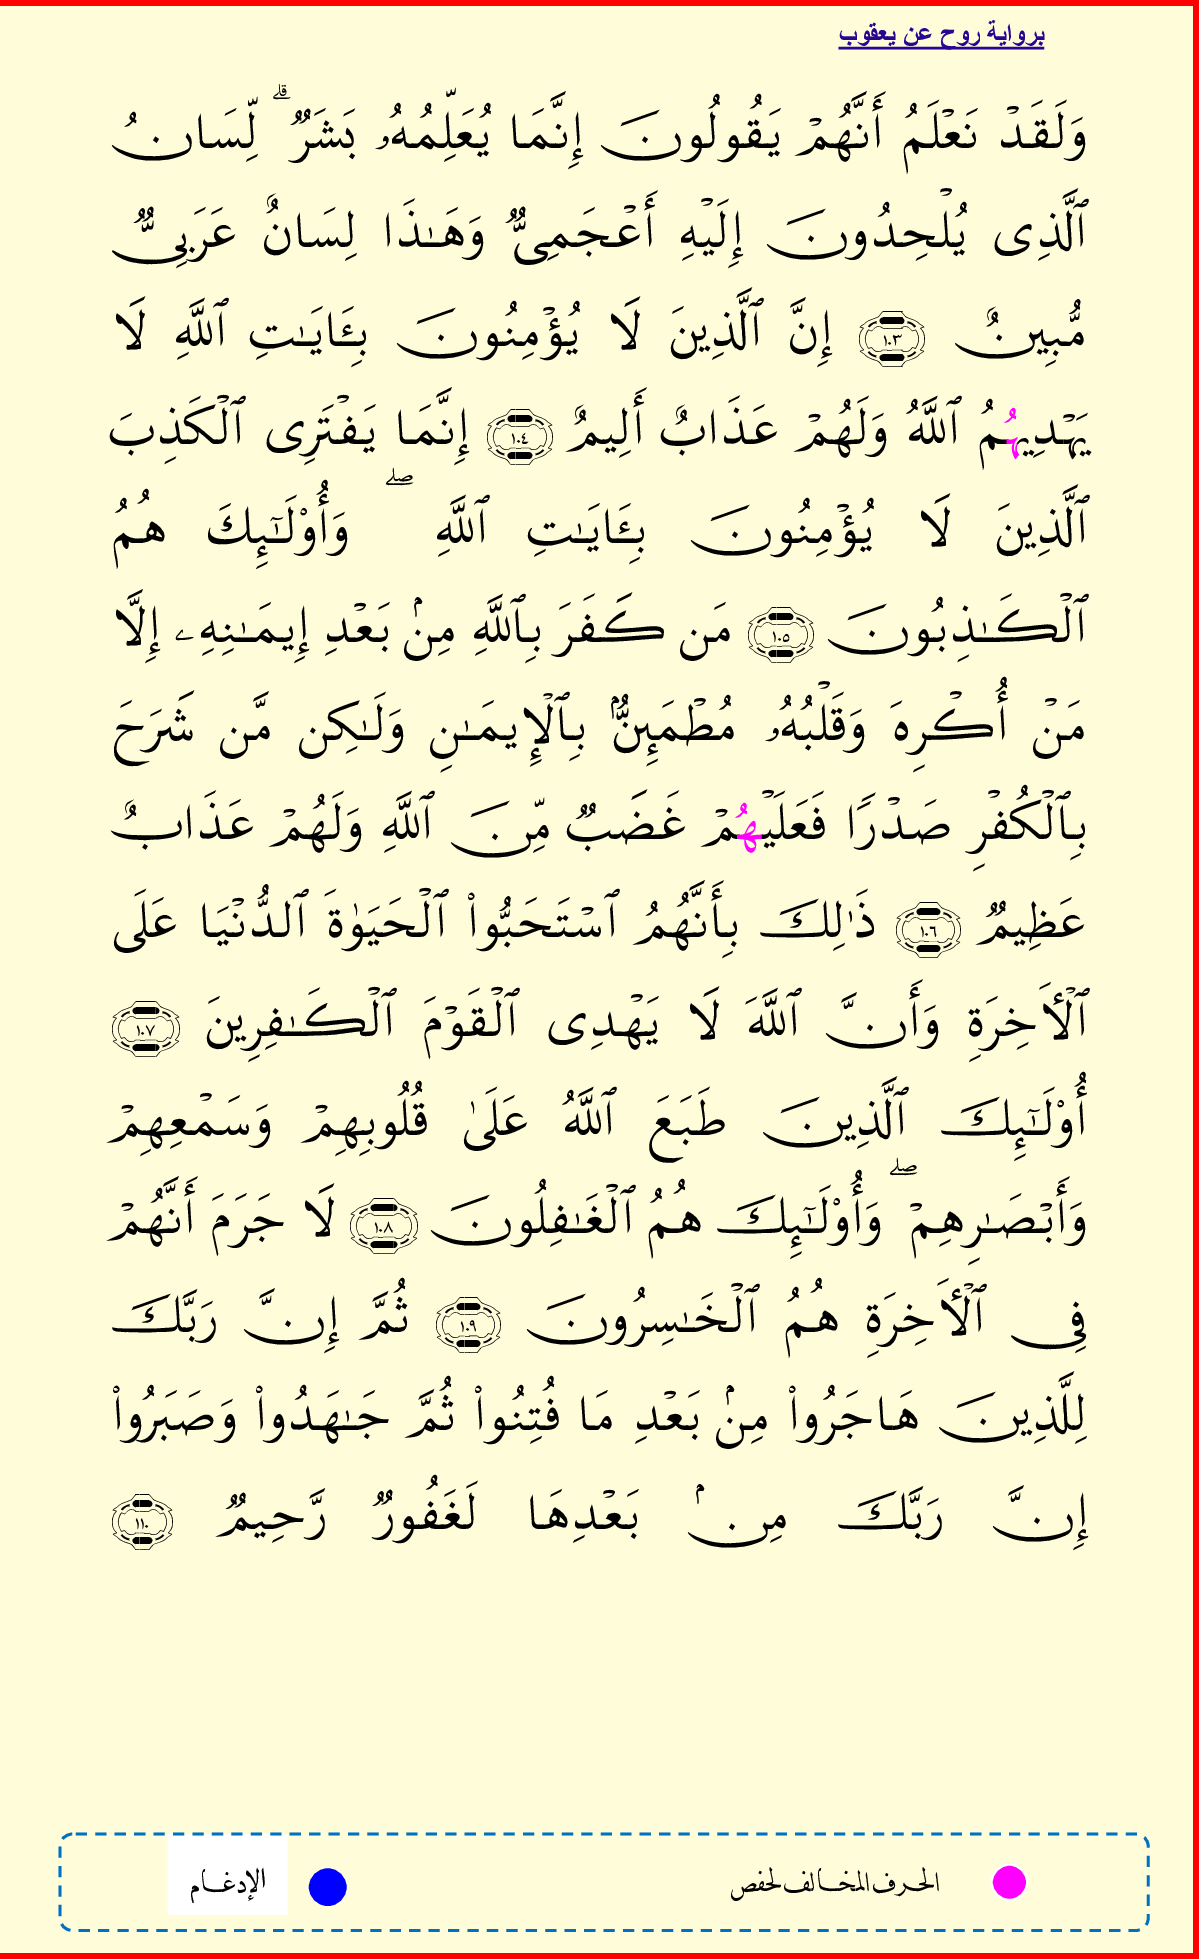 برواية روح عن يعقوب
وَلَقَدۡ نَعۡلَمُ أَنَّهُمۡ يَقُولُونَ إِنَّمَا يُعَلِّمُهُۥ بَشَرٞۗ لِّسَانُ
ٱلَّذِي يُلۡحِدُونَ إِلَيۡهِ أَعۡجَمِيّٞ وَهَٰذَا لِسَانٌ عَرَبِيّٞ
مُّبِينٌ ١٠٣ إِنَّ ٱلَّذِينَ لَا يُؤۡمِنُونَ بِـَٔايَٰتِ ٱللَّهِ لَا
يَهۡدِيهُمُ ٱللَّهُ وَلَهُمۡ عَذَابٌ أَلِيمٌ ١٠٤ إِنَّمَا يَفۡتَرِي ٱلۡكَذِبَ
ٱلَّذِينَ لَا يُؤۡمِنُونَ بِـَٔايَٰتِ ٱللَّهِۖ وَأُوْلَٰٓئِكَ هُمُ
ٱلۡكَٰذِبُونَ ١٠٥ مَن كَفَرَ بِٱللَّهِ مِنۢ بَعۡدِ إِيمَٰنِهِۦ إِلَّا
مَنۡ أُكۡرِهَ وَقَلۡبُهُۥ مُطۡمَئِنُّۢ بِٱلۡإِيمَٰنِ وَلَٰكِن مَّن شَرَحَ
بِٱلۡكُفۡرِ صَدۡرٗا فَعَلَيۡهُمۡ غَضَبٞ مِّنَ ٱللَّهِ وَلَهُمۡ عَذَابٌ
عَظِيمٞ ١٠٦ ذَٰلِكَ بِأَنَّهُمُ ٱسۡتَحَبُّواْ ٱلۡحَيَوٰةَ ٱلدُّنۡيَا عَلَى
ٱلۡأٓخِرَةِ وَأَنَّ ٱللَّهَ لَا يَهۡدِي ٱلۡقَوۡمَ ٱلۡكَٰفِرِينَ ١٠٧
أُوْلَٰٓئِكَ ٱلَّذِينَ طَبَعَ ٱللَّهُ عَلَىٰ قُلُوبِهِمۡ وَسَمۡعِهِمۡ
وَأَبۡصَٰرِهِمۡۖ وَأُوْلَٰٓئِكَ هُمُ ٱلۡغَٰفِلُونَ ١٠٨ لَا جَرَمَ أَنَّهُمۡ
فِي ٱلۡأٓخِرَةِ هُمُ ٱلۡخَٰسِرُونَ ١٠٩ ثُمَّ إِنَّ رَبَّكَ
لِلَّذِينَ هَاجَرُواْ مِنۢ بَعۡدِ مَا فُتِنُواْ ثُمَّ جَٰهَدُواْ وَصَبَرُواْ
إِنَّ رَبَّكَ مِنۢ بَعۡدِهَا لَغَفُورٞ رَّحِيمٞ ١١٠
الحرف المخالف لحفص الإدغام